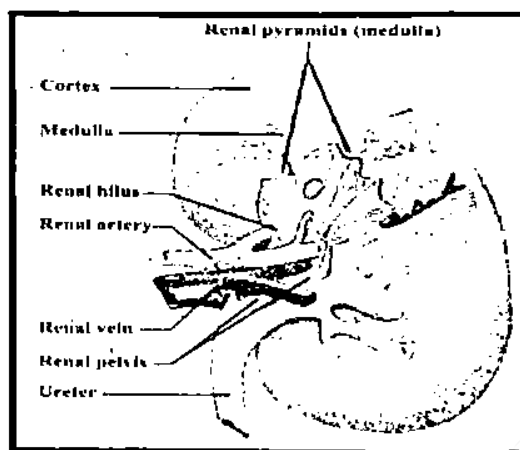 Renal pyramids (medulla)
Cortex
Medulla
Renal hilus
Renal artery
Renal vein
Renal pelvis
Ureter